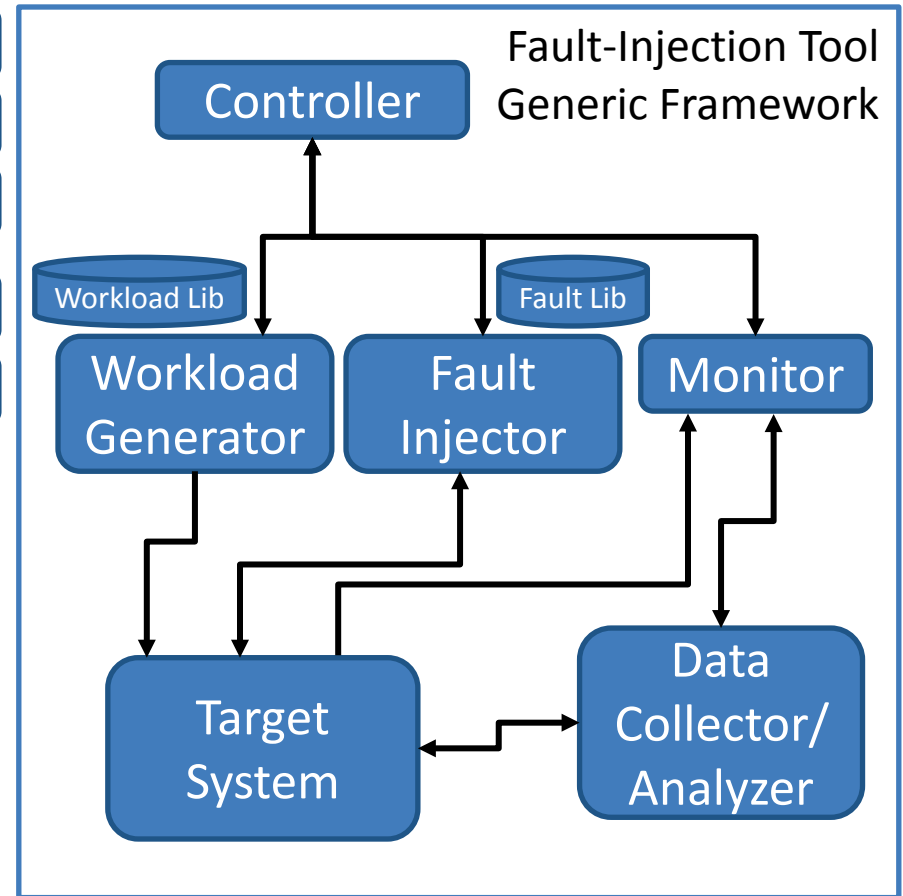 Fault-Injection Tool
Generic Framework
Controller
Workload Lib
Fault Lib
Workload
Generator
Fault
Injector
Monitor
Target
System
Data
Collector/
Analyzer